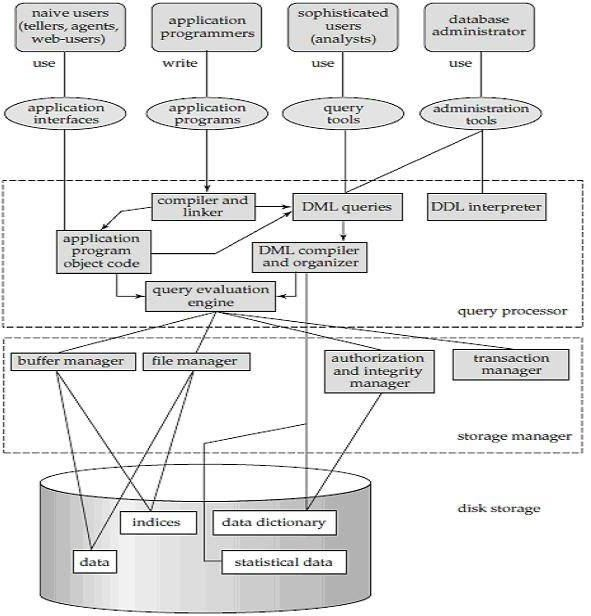 naive users
(tellers, agents,
web-users)
application
programmers
sophisticated
users
(analysts)
database
administrator
use
write
use
use
application
interfaces
application
programs
query
tools
administration
tools
compiler and
linker
DML queries
DDL interpreter
application
program
object code
DML compiler
and organizer
query evaluation
engine
query processor
buffer manager
file manager
authorization
and integrity
manager
transaction
manager
storage manager
disk storage
indices
data dictionary
data
statistical data